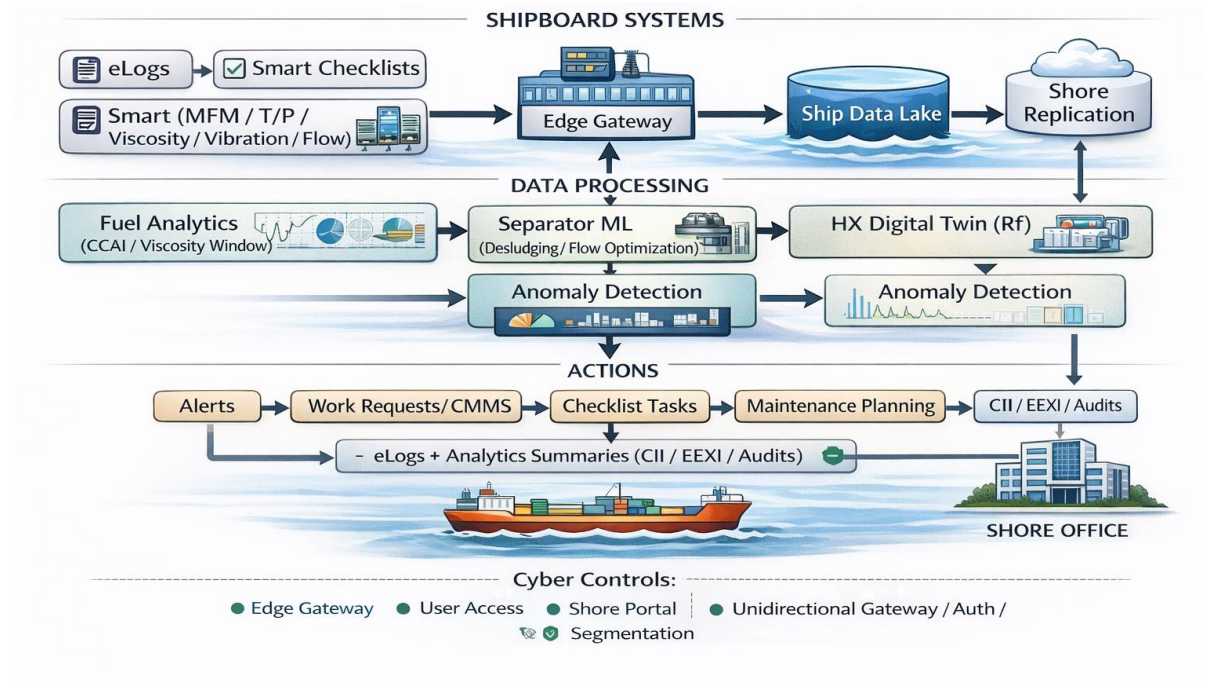 SHIPBOARD SYSTEMS
eLogs
Smart Checklists
Smart (MFM / T/P /
Viscosity / Vibration / Flow)
Edge Gateway
Ship Data Lake
Shore
Replication
DATA PROCESSING
Fuel Analytics
(CCAI / Viscosity Window)
Separator ML
(Desludging / Flow Optimization)
HX Digital Twin (Rf)
Anomaly Detection
Anomaly Detection
ACTIONS
Alerts
Work Requests/ CMMS
Checklist Tasks
Maintenance Planning
CII / EEXI / Audits
- eLogs + Analytics Summaries (CII / EEXI / Audits)
SHORE OFFICE
Cyber Controls:
Edge Gateway
User Access
Shore Portal
Unidirectional Gateway / Auth /
Segmentation